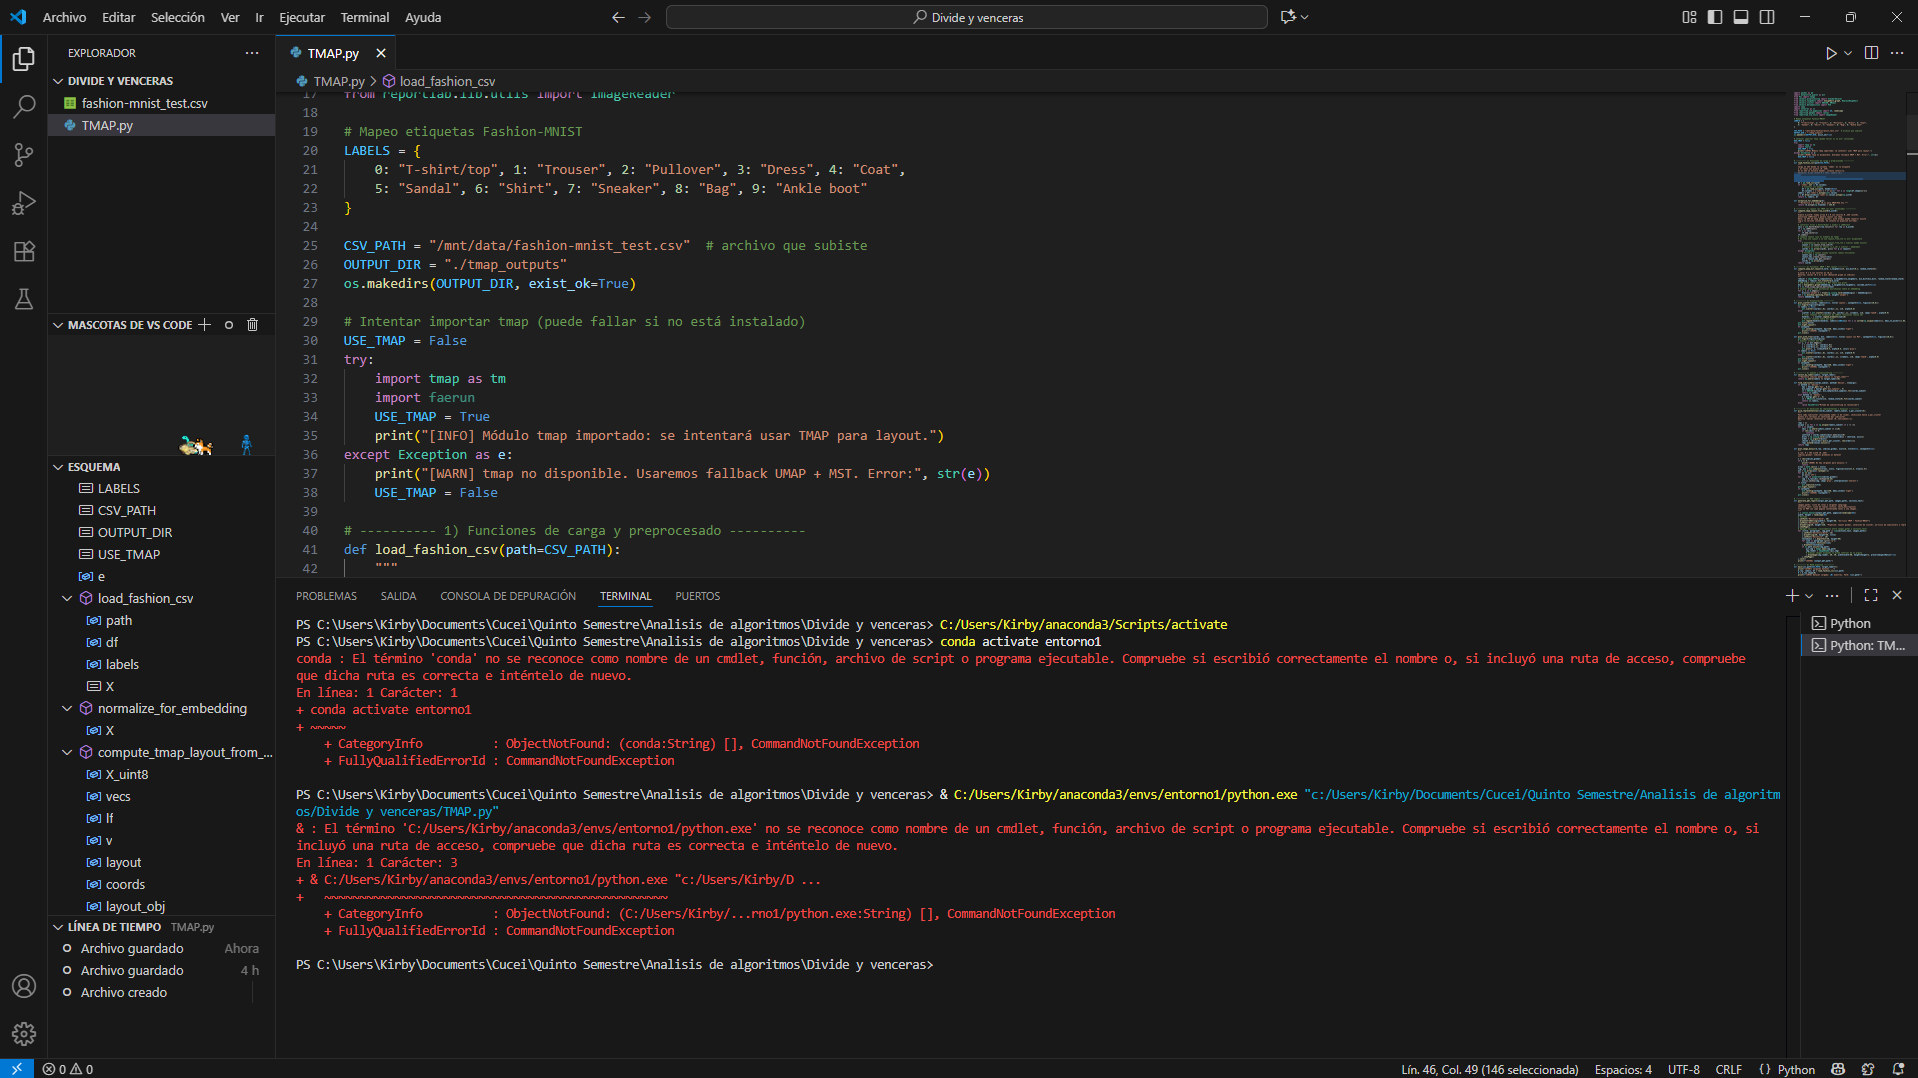 Archivo Editar Selección Ver Ir Ejecutar Terminal Ayuda
Divide y venceras
EXPLORADOR
DIVIDE Y VENCERAS
fashion-mnist_test.csv
TMAP.py
MASCOTAS DE VS CODE
ESQUEMA
LABELS
CSV_PATH
OUTPUT_DIR
USE_TMAP
e
load_fashion_csv
path
df
labels
X
normalize_for_embedding
X
compute_tmap_layout_from_...
X_uint8
vecs
lf
v
layout
coords
layout_obj
LÍNEA DE TIEMPO TMAP.py
Archivo guardado Ahora
Archivo guardado 4 h
Archivo creado
TMAP.py
TMAP.py > load_fashion_csv
17 from reportlab.lib.utils import ImageReader
18
19 # Mapeo etiquetas Fashion-MNIST
20 LABELS = {
21 0: "T-shirt/top", 1: "Trouser", 2: "Pullover", 3: "Dress", 4: "Coat",
22 5: "Sandal", 6: "Shirt", 7: "Sneaker", 8: "Bag", 9: "Ankle boot"
23 }
24
25 CSV_PATH = "/mnt/data/fashion-mnist_test.csv" # archivo que subiste
26 OUTPUT_DIR = "./tmap_outputs"
27 os.makedirs(OUTPUT_DIR, exist_ok=True)
28
29 # Intentar importar tmap (puede fallar si no está instalado)
30 USE_TMAP = False
31 try:
32 import tmap as tm
33 import faerun
34 USE_TMAP = True
35 print("[INFO] Módulo tmap importado: se intentará usar TMAP para layout.")
36 except Exception as e:
37 print("[WARN] tmap no disponible. Usaremos fallback UMAP + MST. Error:", str(e))
38 USE_TMAP = False
39
40 # ---------- 1) Funciones de carga y preprocesado ----------
41 def load_fashion_csv(path=CSV_PATH):
42 """
PROBLEMAS SALIDA CONSOLA DE DEPURACIÓN TERMINAL PUERTOS
PS C:\Users\Kirby\Documents\Cucei\Quinto Semestre\Analisis de algoritmos\Divide y venceras> C:/Users/Kirby/anaconda3/Scripts/activate
PS C:\Users\Kirby\Documents\Cucei\Quinto Semestre\Analisis de algoritmos\Divide y venceras> conda activate entorno1
conda : El término 'conda' no se reconoce como nombre de un cmdlet, función, archivo de script o programa ejecutable. Compruebe si escribió correctamente el nombre o, si incluyó una ruta de acceso, compruebe
que dicha ruta es correcta e inténtelo de nuevo.
En línea: 1 Carácter: 1
+ conda activate entorno1
+ ~~~~~
+ CategoryInfo : ObjectNotFound: (conda:String) [], CommandNotFoundException
+ FullyQualifiedErrorId : CommandNotFoundException
PS C:\Users\Kirby\Documents\Cucei\Quinto Semestre\Analisis de algoritmos\Divide y venceras> & C:/Users/Kirby/anaconda3/envs/entorno1/python.exe "c:/Users/Kirby/Documents/Cucei/Quinto Semestre/Analisis de algoritm
os/Divide y venceras/TMAP.py"
& : El término 'C:/Users/Kirby/anaconda3/envs/entorno1/python.exe' no se reconoce como nombre de un cmdlet, función, archivo de script o programa ejecutable. Compruebe si escribió correctamente el nombre o, si
incluyó una ruta de acceso, compruebe que dicha ruta es correcta e inténtelo de nuevo.
En línea: 1 Carácter: 3
+ & C:/Users/Kirby/anaconda3/envs/entorno1/python.exe "c:/Users/Kirby/D ...
+ ~~~~~~~~~~~~~~~~~~~~~~~~~~~~~~~~~~~~~~~~~~~~~~~~~
+ CategoryInfo : ObjectNotFound: (C:/Users/Kirby/...rno1/python.exe:String) [], CommandNotFoundException
+ FullyQualifiedErrorId : CommandNotFoundException
PS C:\Users\Kirby\Documents\Cucei\Quinto Semestre\Analisis de algoritmos\Divide y venceras>
Python
Python: TM...
0 0
Lín. 46, Col. 49 (146 seleccionada) Espacios: 4 UTF-8 CRLF {} Python